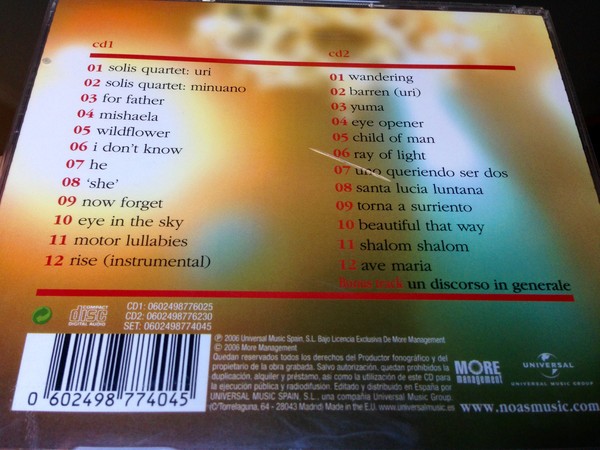 cd1
01 solis quartet: uri
02 solis quartet: minuano
03 for father
04 mishaela
05 wildflower
06 i don't know
07 he
08 'she'
09 now forget
10 eye in the sky
11 motor lullabies
12 rise (instrumental)
cd2
01 wandering
02 barren (uri)
03 yuma
04 eye opener
05 child of man
06 ray of light
07 uno queriendo ser dos
08 santa lucia luntana
09 torna a surriento
10 beautiful that way
11 shalom shalom
12 ave maria
Bonus track un discorso in generale
COMPACT
disc
DIGITAL AUDIO
CD1: 0602498776025
CD2: 0602498776230
SET: 0602498774045
0 602498 774045
℗ 2006 Universal Music Spain, S.L. Bajo Licencia Exclusiva De More Management
© 2006 More Management
Quedan reservados todos los derechos del Productor fonográfico y del
propietario de la obra grabada. Salvo autorización, quedan prohibidos la
duplicación, alquiler y préstamo, así como la utilización de este CD para
la ejecución pública y radiodifusión. Editado y distribuido en España por
UNIVERSAL MUSIC SPAIN, S.L., una compañía Universal Music Group.
(C/Torrelaguna, 64 - 28043 Madrid) Made in the E.U. www.universalmusic.es
MORE
management
UNIVERSAL
UNIVERSAL MUSIC GROUP
www.noasmusic.com